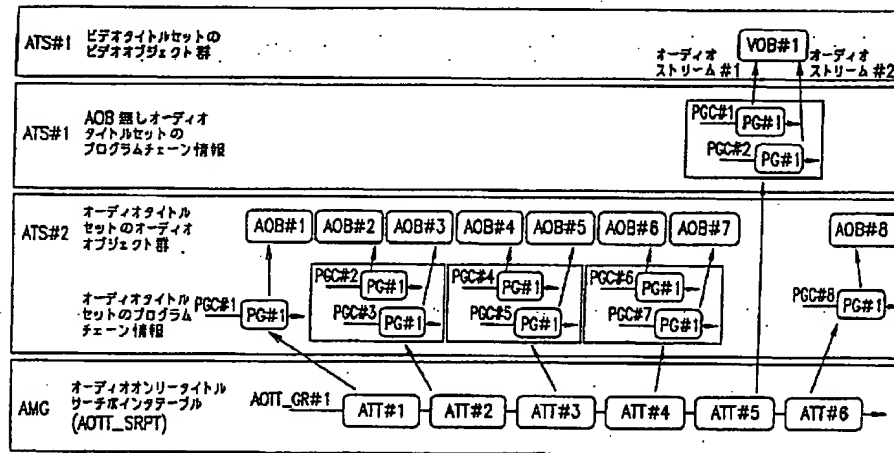 ATS#1
ビデオタイトルセットの
ビデオオブジェクト群
オーディオ
ストリーム#1
VOB#1
オーディオ
ストリーム#2
ATS#1
AOB無しオーディオ
タイトルセットの
プログラムチェーン情報
PGC#1
PG#1
PGC#2
PG#1
ATS#2
オーディオタイトル
セットのオーディオ
オブジェクト群
AOB#1
AOB#2
AOB#3
AOB#4
AOB#5
AOB#6
AOB#7
AOB#8
オーディオタイトル
セットのプログラム
チェーン情報
PGC#1
PG#1
PGC#2
PG#1
PGC#3
PG#1
PGC#4
PG#1
PGC#5
PG#1
PGC#6
PG#1
PGC#7
PG#1
PGC#8
PG#1
AMG
オーディオオンリータイトル
サーチポインタテーブル
(AOTT_SRPT)
AOTT_GR#1
ATT#1
ATT#2
ATT#3
ATT#4
ATT#5
ATT#6